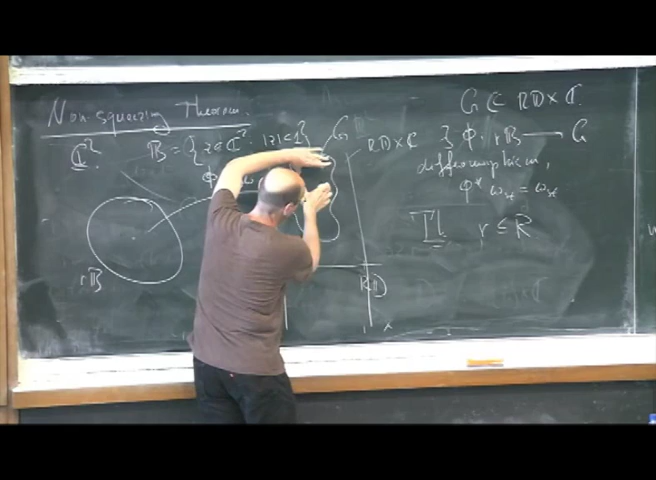 Non-squeezing Theorem.
ℂ² 𝔹 = {z ∈ ℂ² : |z| < 1}
G
R𝔻 × ℂ
φ
r𝔹
R𝔻
x
G ⊂ R𝔻 × ℂ
∃ φ : r𝔹 ⟶ G
diffeomorphism,
φ* ω_st = ω_st
r ≤ R